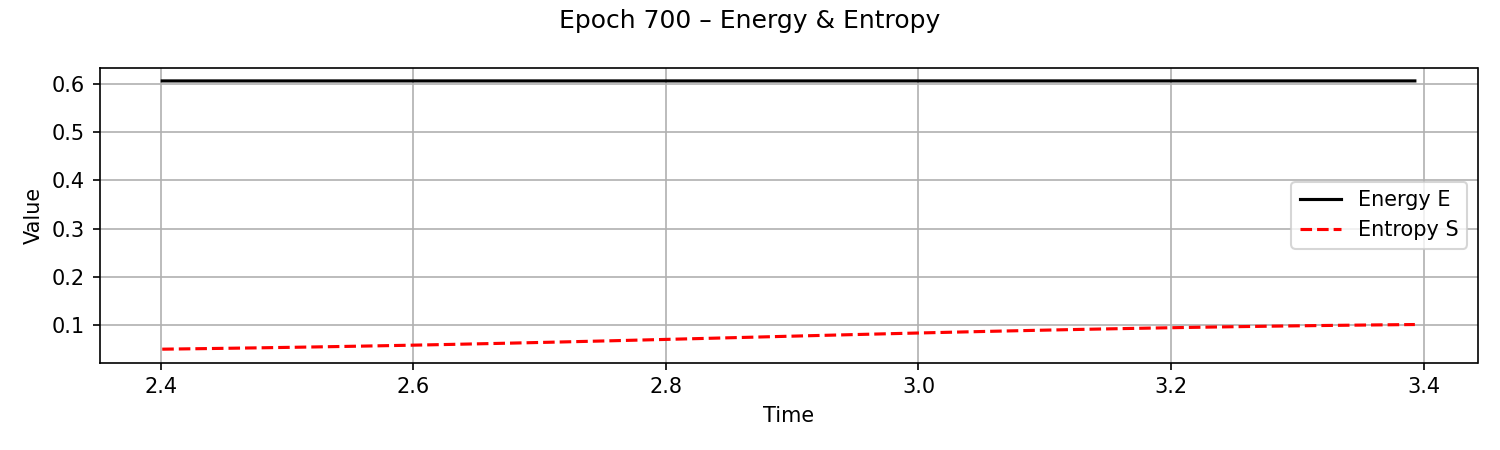 Epoch 700 – Energy & Entropy
Value
0.6
0.5
0.4
0.3
0.2
0.1
Energy E
Entropy S
2.4 2.6 2.8 3.0 3.2 3.4
Time